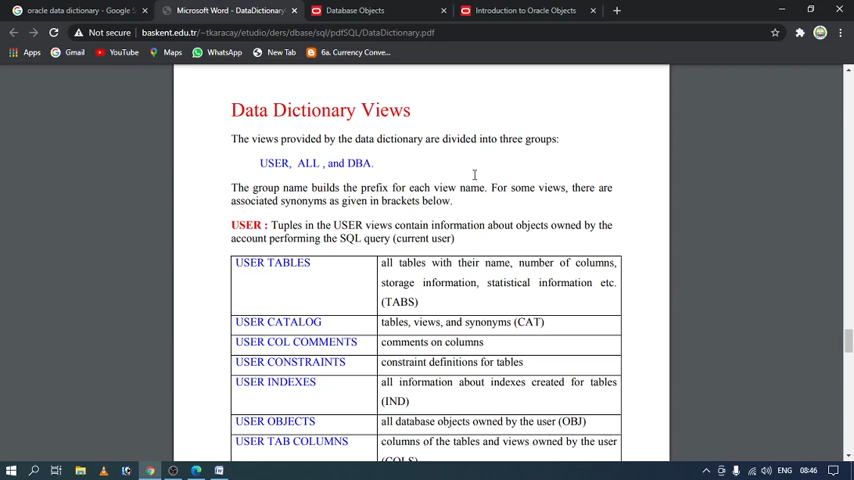 oracle data dictionary - Google S
Microsoft Word - DataDictionary.
Database Objects
Introduction to Oracle Objects
Not secure
baskent.edu.tr/~tkaracay/etudio/ders/dbase/sql/pdfSQL/DataDictionary.pdf
Apps
Gmail
YouTube
Maps
WhatsApp
New Tab
6a. Currency Conve...
Data Dictionary Views
The views provided by the data dictionary are divided into three groups:
USER, ALL , and DBA.
The group name builds the prefix for each view name. For some views, there are
associated synonyms as given in brackets below.
USER : Tuples in the USER views contain information about objects owned by the
account performing the SQL query (current user)
USER TABLES
all tables with their name, number of columns,
storage information, statistical information etc.
(TABS)
USER CATALOG
tables, views, and synonyms (CAT)
USER COL COMMENTS
comments on columns
USER CONSTRAINTS
constraint definitions for tables
USER INDEXES
all information about indexes created for tables
(IND)
USER OBJECTS
all database objects owned by the user (OBJ)
USER TAB COLUMNS
columns of the tables and views owned by the user
(COLS)
ENG
08:46